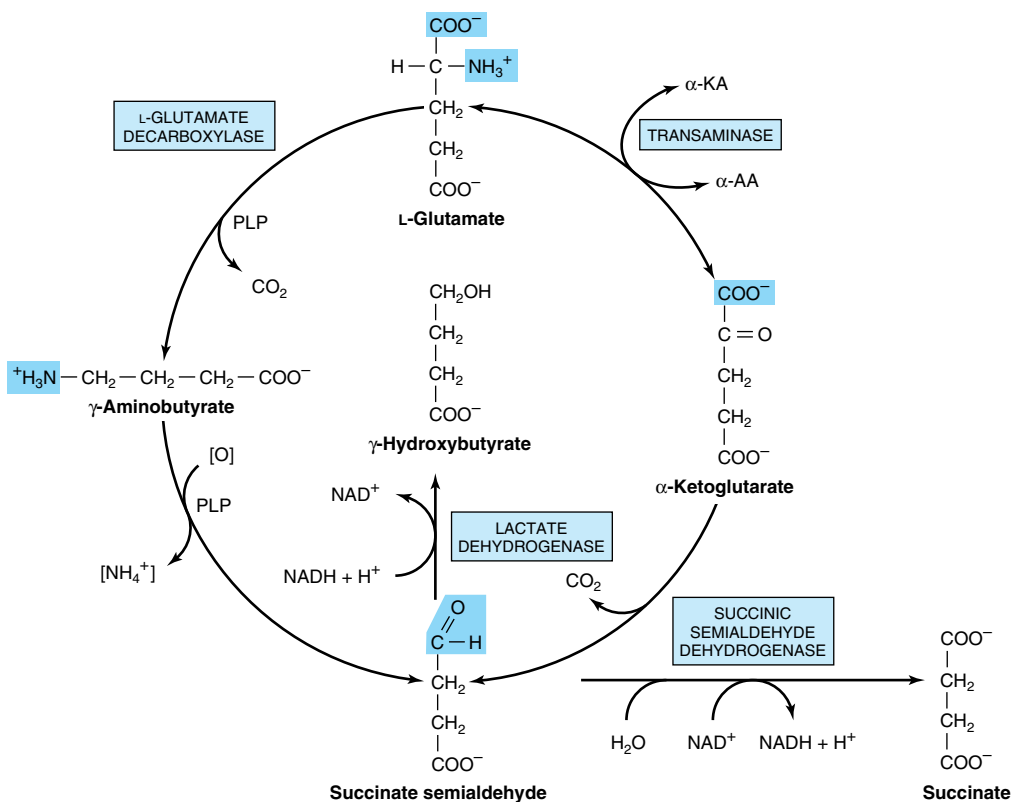 COO⁻
H—C—NH₃⁺
CH₂
CH₂
COO⁻
L-Glutamate
L-GLUTAMATE
DECARBOXYLASE
PLP
CO₂
α-KA
TRANSAMINASE
α-AA
CH₂OH
CH₂
CH₂
COO⁻
γ-Hydroxybutyrate
COO⁻
C=O
CH₂
CH₂
COO⁻
α-Ketoglutarate
⁺H₃N—CH₂—CH₂—CH₂—COO⁻
γ-Aminobutyrate
[O]
PLP
[NH₄⁺]
NAD⁺
NADH + H⁺
LACTATE
DEHYDROGENASE
CO₂
O
C—H
CH₂
CH₂
COO⁻
Succinate semialdehyde
SUCCINIC
SEMIALDEHYDE
DEHYDROGENASE
H₂O
NAD⁺
NADH + H⁺
COO⁻
CH₂
CH₂
COO⁻
Succinate